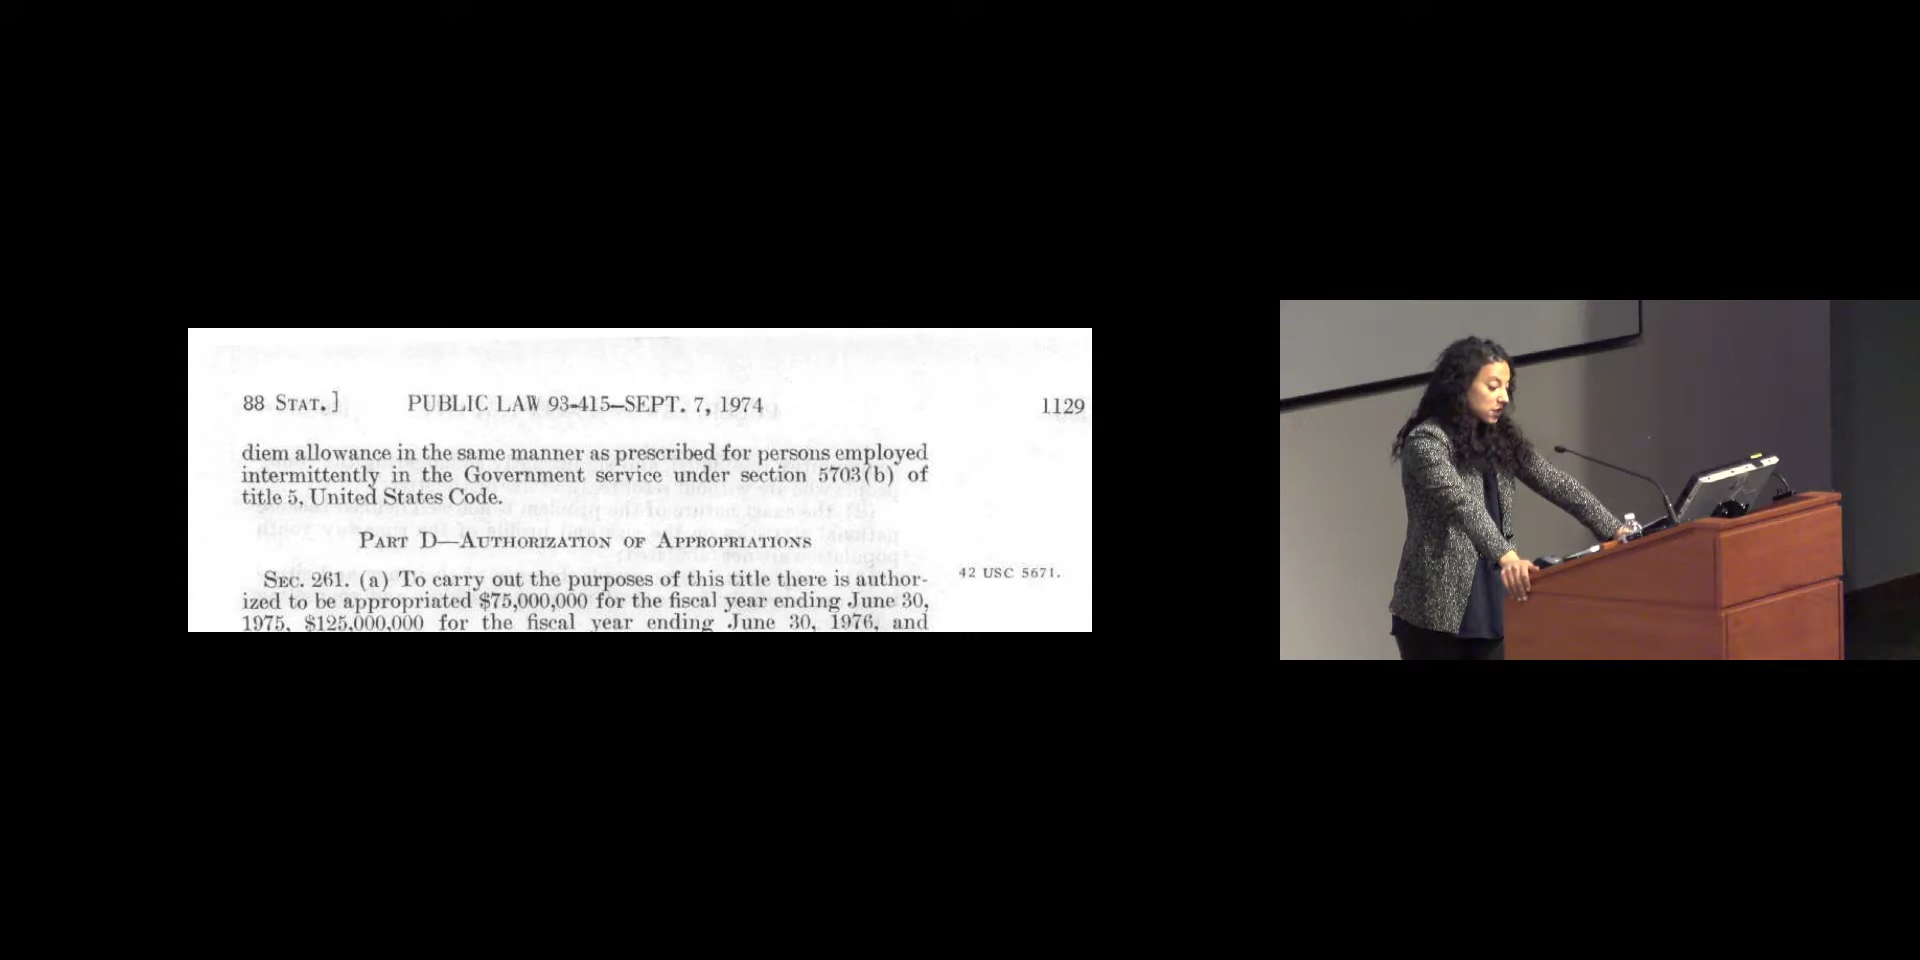 88 STAT.] PUBLIC LAW 93-415—SEPT. 7, 1974 1129
diem allowance in the same manner as prescribed for persons employed
intermittently in the Government service under section 5703(b) of
title 5, United States Code.
PART D—AUTHORIZATION OF APPROPRIATIONS
SEC. 261. (a) To carry out the purposes of this title there is author-
42 USC 5671.
ized to be appropriated $75,000,000 for the fiscal year ending June 30,
1975, $125,000,000 for the fiscal year ending June 30, 1976, and